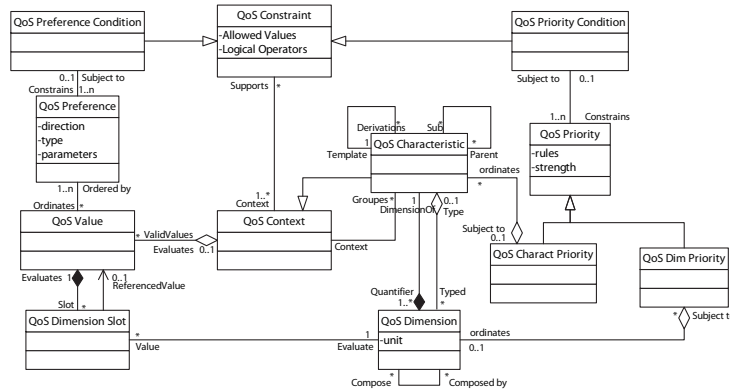 QoS Preference Condition
QoS Constraint
-Allowed Values
-Logical Operators
QoS Priority Condition
0..1 Subject to
Constrains 1..n
Supports *
Subject to 0..1
QoS Preference
-direction
-type
-parameters
1..n Constrains
QoS Priority
-rules
-strength
Derivations *
Sub *
QoS Characteristic
1
Template
*
Parent
ordinates
*
1..n Ordered by
Ordinates *
1..*
Context
Groupes *
1
DimensionOf
0..1
Type
QoS Value
* ValidValues
Evaluates 0..1
QoS Context
Context
Subject to
0..1
QoS Charact Priority
QoS Dim Priority
Evaluates 1
0..1
ReferencedValue
Slot *
Quantifier
1..*
Typed
*
QoS Dimension Slot
*
Value
1
Evaluate
QoS Dimension
-unit
ordinates
0..1
* Subject t
*
Compose
*
Composed by